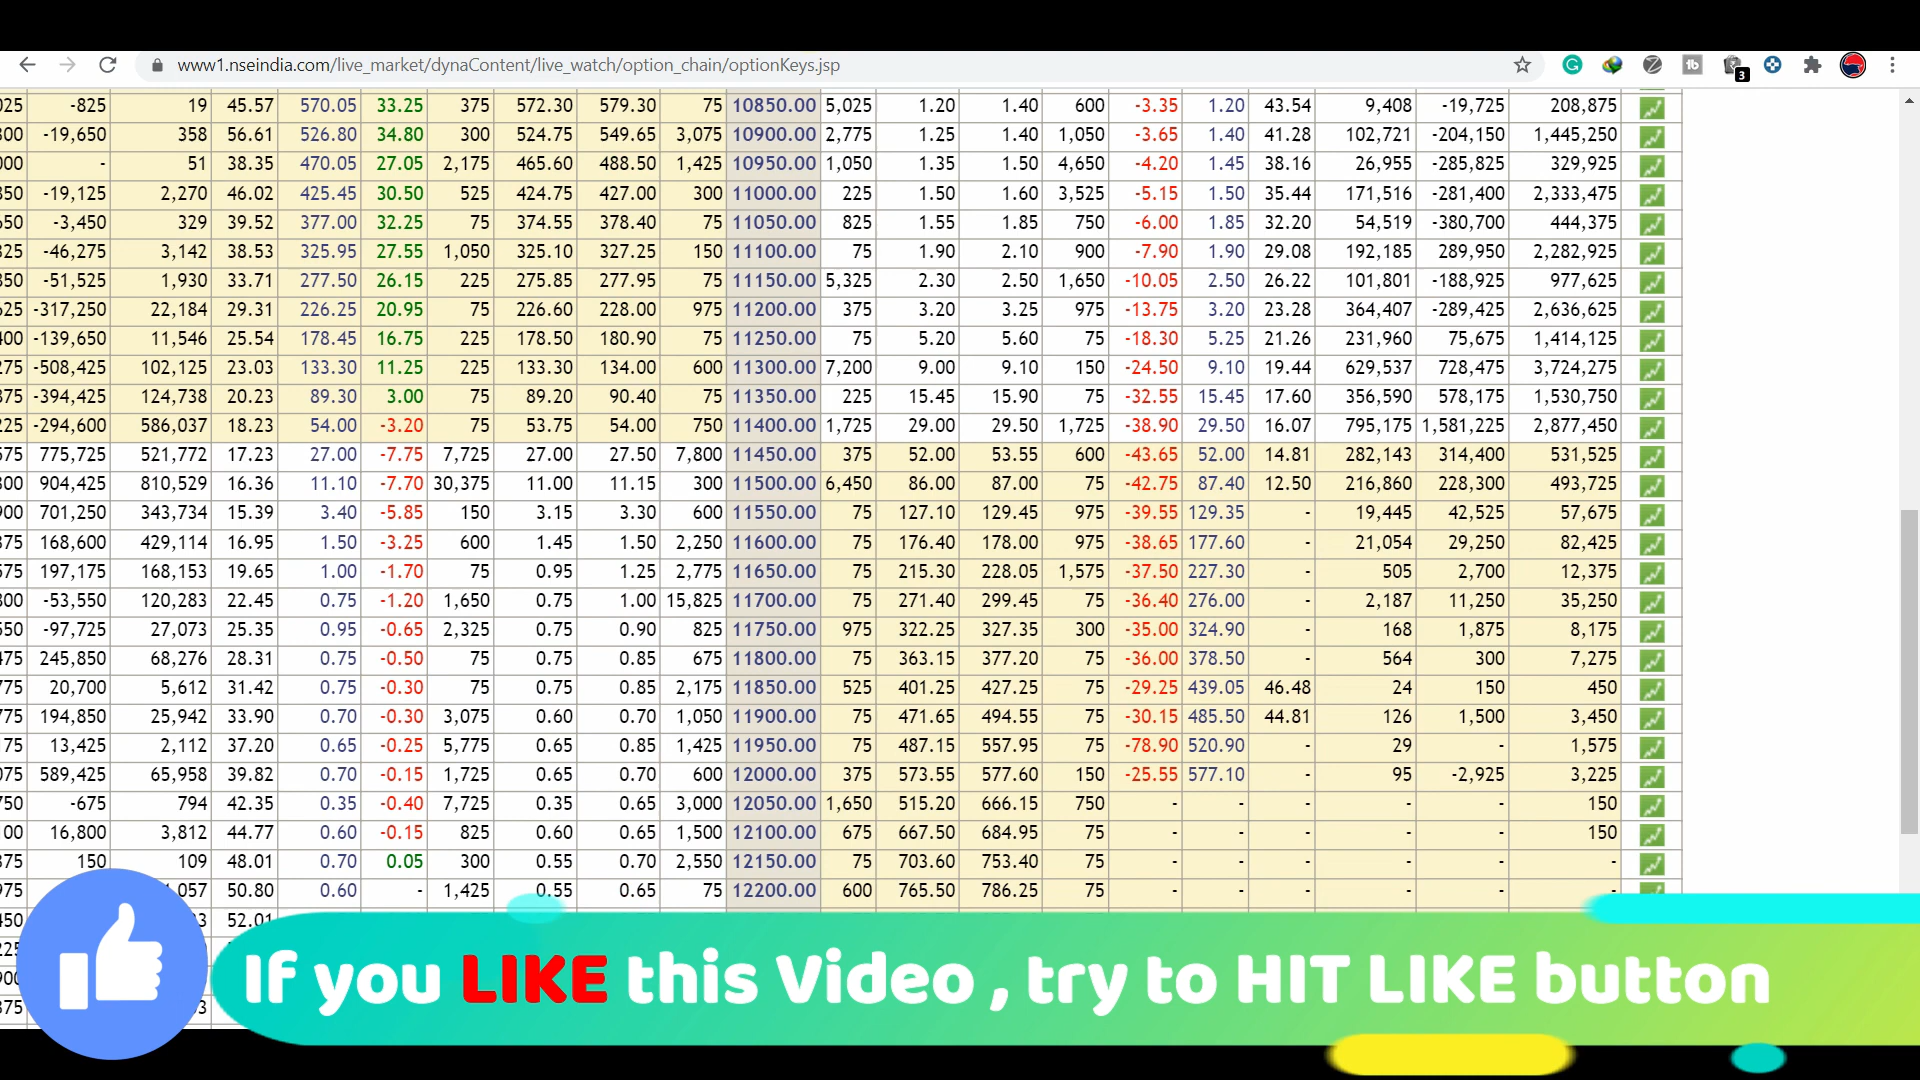 www1.nseindia.com/live_market/dynaContent/live_watch/option_chain/optionKeys.jsp
3
025 -825 19 45.57 570.05 33.25 375 572.30 579.30 75 10850.00 5,025 1.20 1.40 600 -3.35 1.20 43.54 9,408 -19,725 208,875
300 -19,650 358 56.61 526.80 34.80 300 524.75 549.65 3,075 10900.00 2,775 1.25 1.40 1,050 -3.65 1.40 41.28 102,721 -204,150 1,445,250
000 - 51 38.35 470.05 27.05 2,175 465.60 488.50 1,425 10950.00 1,050 1.35 1.50 4,650 -4.20 1.45 38.16 26,955 -285,825 329,925
350 -19,125 2,270 46.02 425.45 30.50 525 424.75 427.00 300 11000.00 225 1.50 1.60 3,525 -5.15 1.50 35.44 171,516 -281,400 2,333,475
650 -3,450 329 39.52 377.00 32.25 75 374.55 378.40 75 11050.00 825 1.55 1.85 750 -6.00 1.85 32.20 54,519 -380,700 444,375
325 -46,275 3,142 38.53 325.95 27.55 1,050 325.10 327.25 150 11100.00 75 1.90 2.10 900 -7.90 1.90 29.08 192,185 289,950 2,282,925
350 -51,525 1,930 33.71 277.50 26.15 225 275.85 277.95 75 11150.00 5,325 2.30 2.50 1,650 -10.05 2.50 26.22 101,801 -188,925 977,625
625 -317,250 22,184 29.31 226.25 20.95 75 226.60 228.00 975 11200.00 375 3.20 3.25 975 -13.75 3.20 23.28 364,407 -289,425 2,636,625
400 -139,650 11,546 25.54 178.45 16.75 225 178.50 180.90 75 11250.00 75 5.20 5.60 75 -18.30 5.25 21.26 231,960 75,675 1,414,125
275 -508,425 102,125 23.03 133.30 11.25 225 133.30 134.00 600 11300.00 7,200 9.00 9.10 150 -24.50 9.10 19.44 629,537 728,475 3,724,275
375 -394,425 124,738 20.23 89.30 3.00 75 89.20 90.40 75 11350.00 225 15.45 15.90 75 -32.55 15.45 17.60 356,590 578,175 1,530,750
225 -294,600 586,037 18.23 54.00 -3.20 75 53.75 54.00 750 11400.00 1,725 29.00 29.50 1,725 -38.90 29.50 16.07 795,175 1,581,225 2,877,450
575 775,725 521,772 17.23 27.00 -7.75 7,725 27.00 27.50 7,800 11450.00 375 52.00 53.55 600 -43.65 52.00 14.81 282,143 314,400 531,525
300 904,425 810,529 16.36 11.10 -7.70 30,375 11.00 11.15 300 11500.00 6,450 86.00 87.00 75 -42.75 87.40 12.50 216,860 228,300 493,725
900 701,250 343,734 15.39 3.40 -5.85 150 3.15 3.30 600 11550.00 75 127.10 129.45 975 -39.55 129.35 - 19,445 42,525 57,675
375 168,600 429,114 16.95 1.50 -3.25 600 1.45 1.50 2,250 11600.00 75 176.40 178.00 975 -38.65 177.60 - 21,054 29,250 82,425
575 197,175 168,153 19.65 1.00 -1.70 75 0.95 1.25 2,775 11650.00 75 215.30 228.05 1,575 -37.50 227.30 - 505 2,700 12,375
300 -53,550 120,283 22.45 0.75 -1.20 1,650 0.75 1.00 15,825 11700.00 75 271.40 299.45 75 -36.40 276.00 - 2,187 11,250 35,250
550 -97,725 27,073 25.35 0.95 -0.65 2,325 0.75 0.90 825 11750.00 975 322.25 327.35 300 -35.00 324.90 - 168 1,875 8,175
475 245,850 68,276 28.31 0.75 -0.50 75 0.75 0.85 675 11800.00 75 363.15 377.20 75 -36.00 378.50 - 564 300 7,275
775 20,700 5,612 31.42 0.75 -0.30 75 0.75 0.85 2,175 11850.00 525 401.25 427.25 75 -29.25 439.05 46.48 24 150 450
775 194,850 25,942 33.90 0.70 -0.30 3,075 0.60 0.70 1,050 11900.00 75 471.65 494.55 75 -30.15 485.50 44.81 126 1,500 3,450
175 13,425 2,112 37.20 0.65 -0.25 5,775 0.65 0.85 1,425 11950.00 75 487.15 557.95 75 -78.90 520.90 - 29 - 1,575
075 589,425 65,958 39.82 0.70 -0.15 1,725 0.65 0.70 600 12000.00 375 573.55 577.60 150 -25.55 577.10 - 95 -2,925 3,225
750 -675 794 42.35 0.35 -0.40 7,725 0.35 0.65 3,000 12050.00 1,650 515.20 666.15 750 - - - - - 150
100 16,800 3,812 44.77 0.60 -0.15 825 0.60 0.65 1,500 12100.00 675 667.50 684.95 75 - - - - - 150
375 150 109 48.01 0.70 0.05 300 0.55 0.70 2,550 12150.00 75 703.60 753.40 75 - - - - - -
975 ,057 50.80 0.60 - 1,425 0.55 0.65 75 12200.00 600 765.50 786.25 75 - - - - - -
450 3 52.01
225
900
375 3
If you LIKE this Video , try to HIT LIKE button